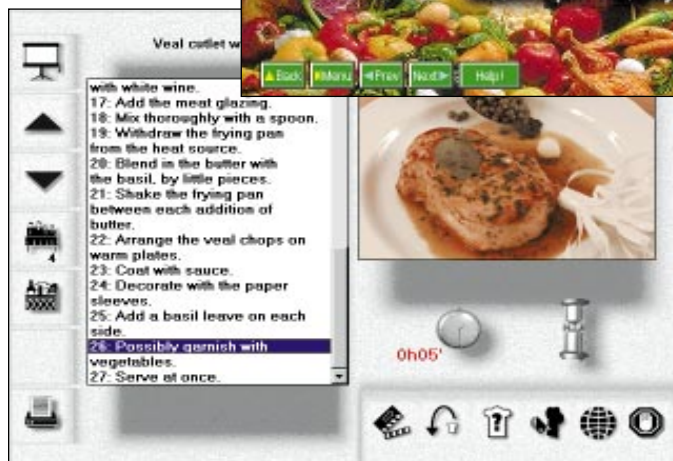 Veal cutlet w
Back Menu Prev Next Help!
with white wine.
17: Add the meat glazing.
18: Mix thoroughly with a spoon.
19: Withdraw the frying pan
from the heat source.
20: Blend in the butter with
the basil, by little pieces.
21: Shake the frying pan
between each addition of
butter.
22: Arrange the veal chops on
warm plates.
23: Coat with sauce.
24: Decorate with the paper
sleeves.
25: Add a basil leave on each
side.
26: Possibly garnish with
vegetables.
27: Serve at once.
4
0h05'
?